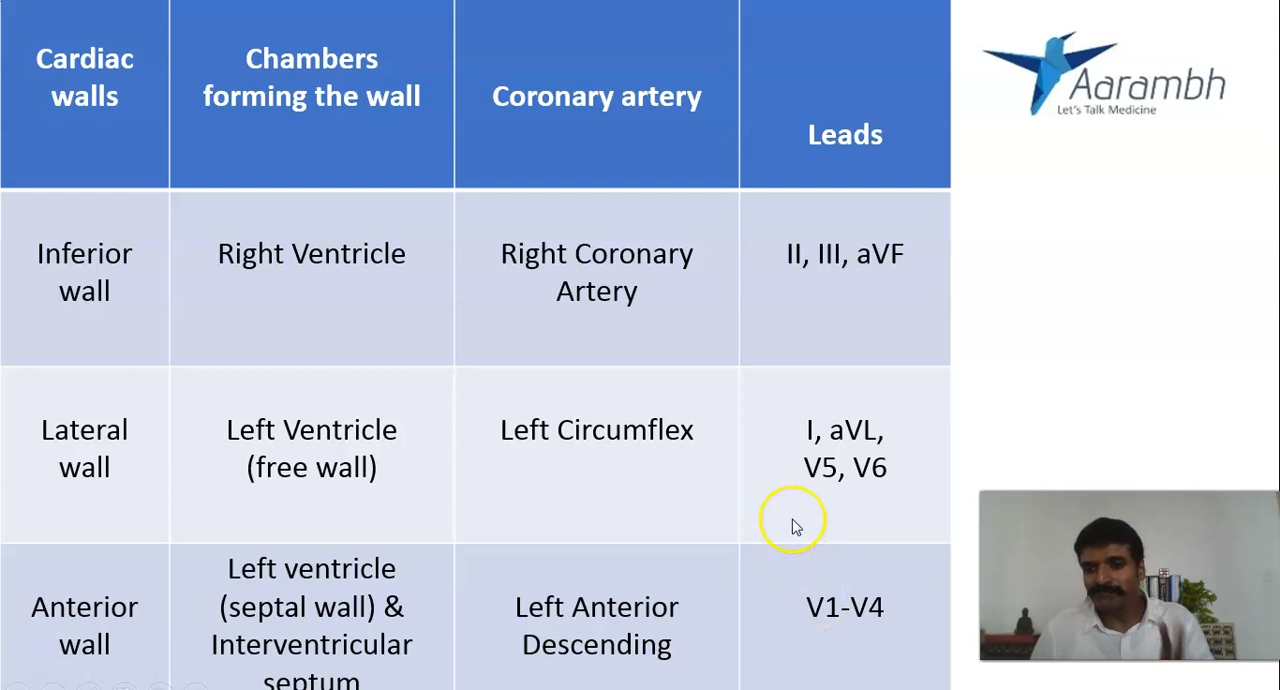 Cardiac
walls
Chambers
forming the wall
Coronary artery
Leads
Inferior
wall
Right Ventricle
Right Coronary
Artery
II, III, aVF
Lateral
wall
Left Ventricle
(free wall)
Left Circumflex
I, aVL,
V5, V6
Anterior
wall
Left ventricle
(septal wall) &
Interventricular
septum
Left Anterior
Descending
V1-V4
Aarambh
Let's Talk Medicine